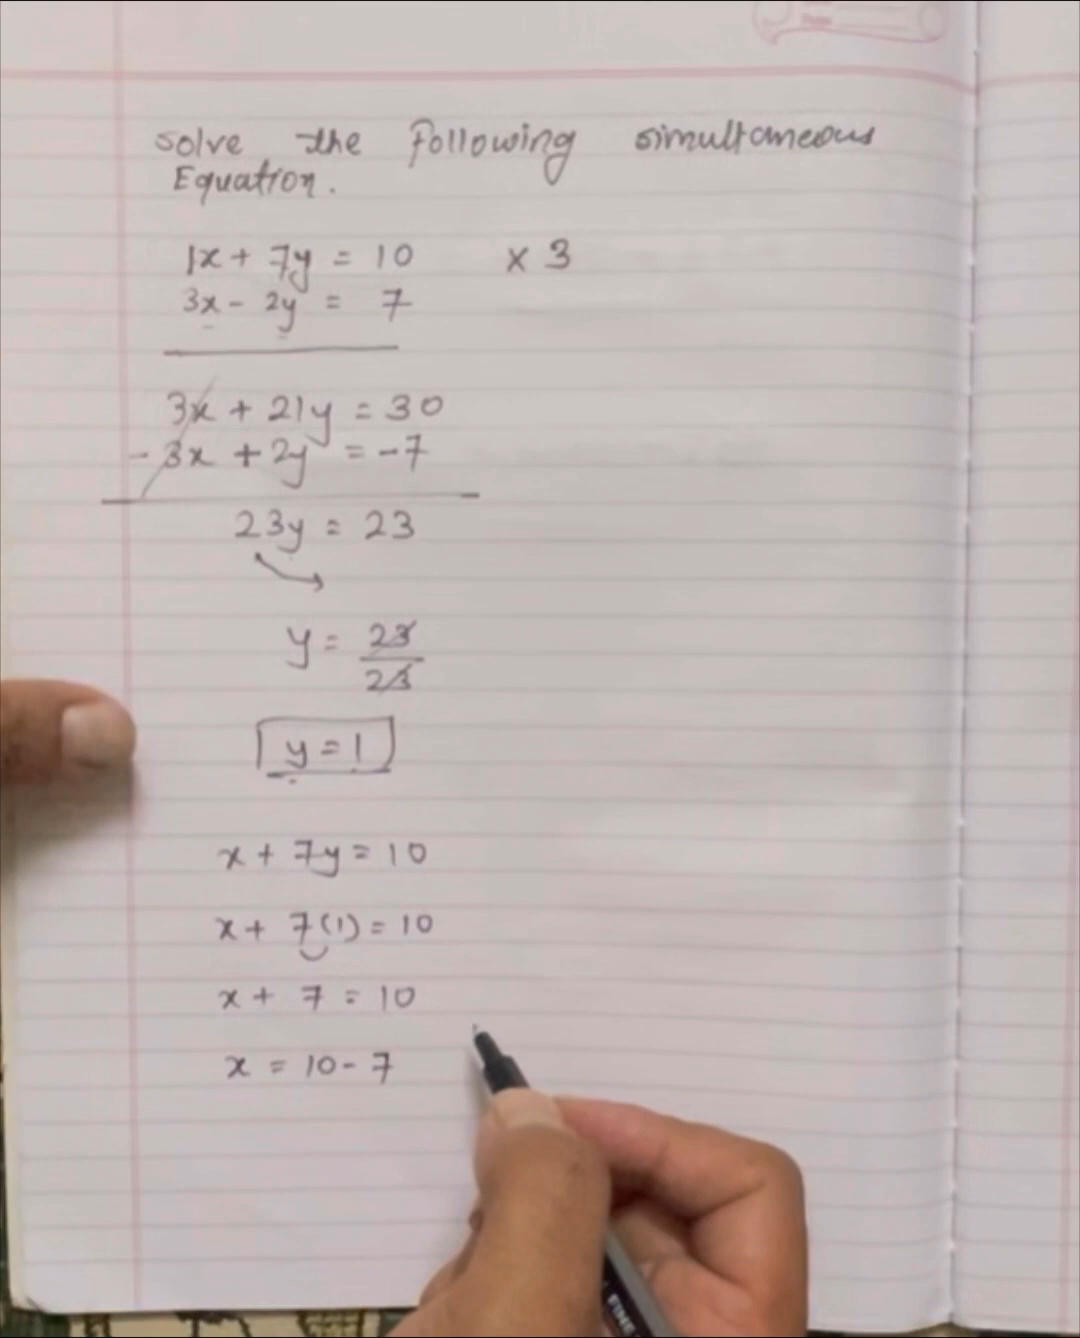 solve the following simultaneous
Equation.
1x + 7y = 10 × 3
3x - 2y = 7
3x + 21y = 30
- 3x + 2y = -7
23y = 23
y = 23/23
y = 1
x + 7y = 10
x + 7(1) = 10
x + 7 = 10
x = 10 - 7
FINE